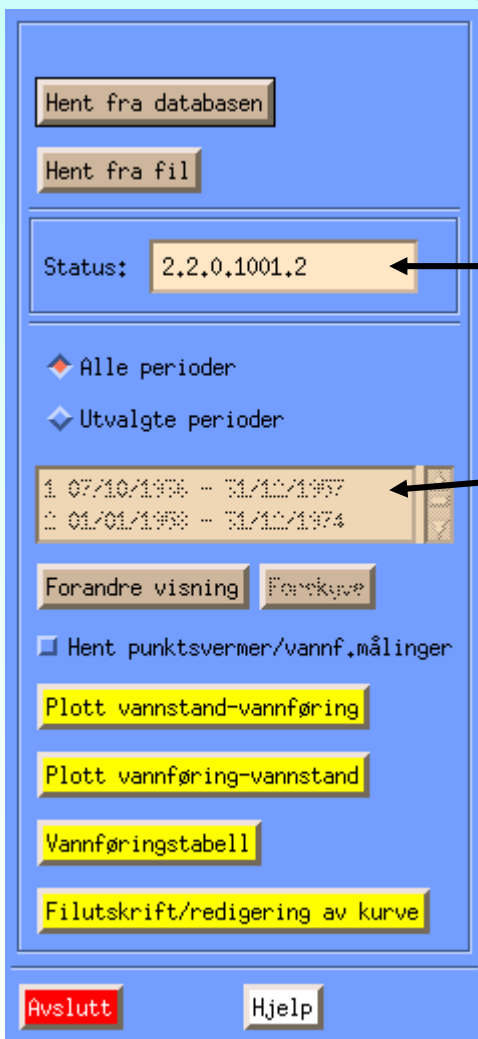 Hent fra databasen
Hent fra fil
Status: 2.2.0.1001.2
Alle perioder
Utvalgte perioder
1 07/10/1936 - 31/12/1957
2 01/01/1958 - 31/12/1974
Forandre visning Forskyve
Hent punktsvermer/vannf.målinger
Plott vannstand-vannføring
Plott vannføring-vannstand
Vannføringstabell
Filutskrift/redigering av kurve
Avslutt Hjelp